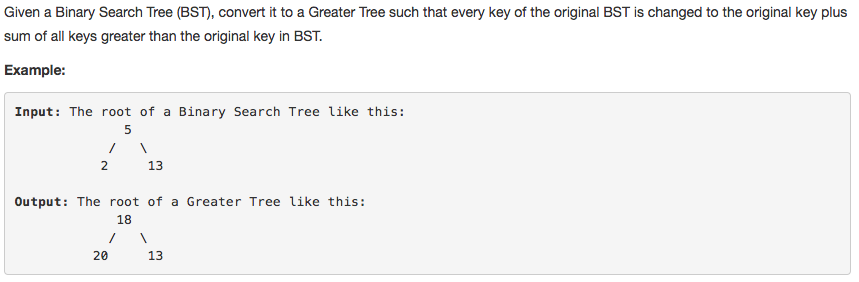 Given a Binary Search Tree (BST), convert it to a Greater Tree such that every key of the original BST is changed to the original key plus
sum of all keys greater than the original key in BST.
Example:
Input: The root of a Binary Search Tree like this:
5
/ \
2 13
Output: The root of a Greater Tree like this:
18
/ \
20 13